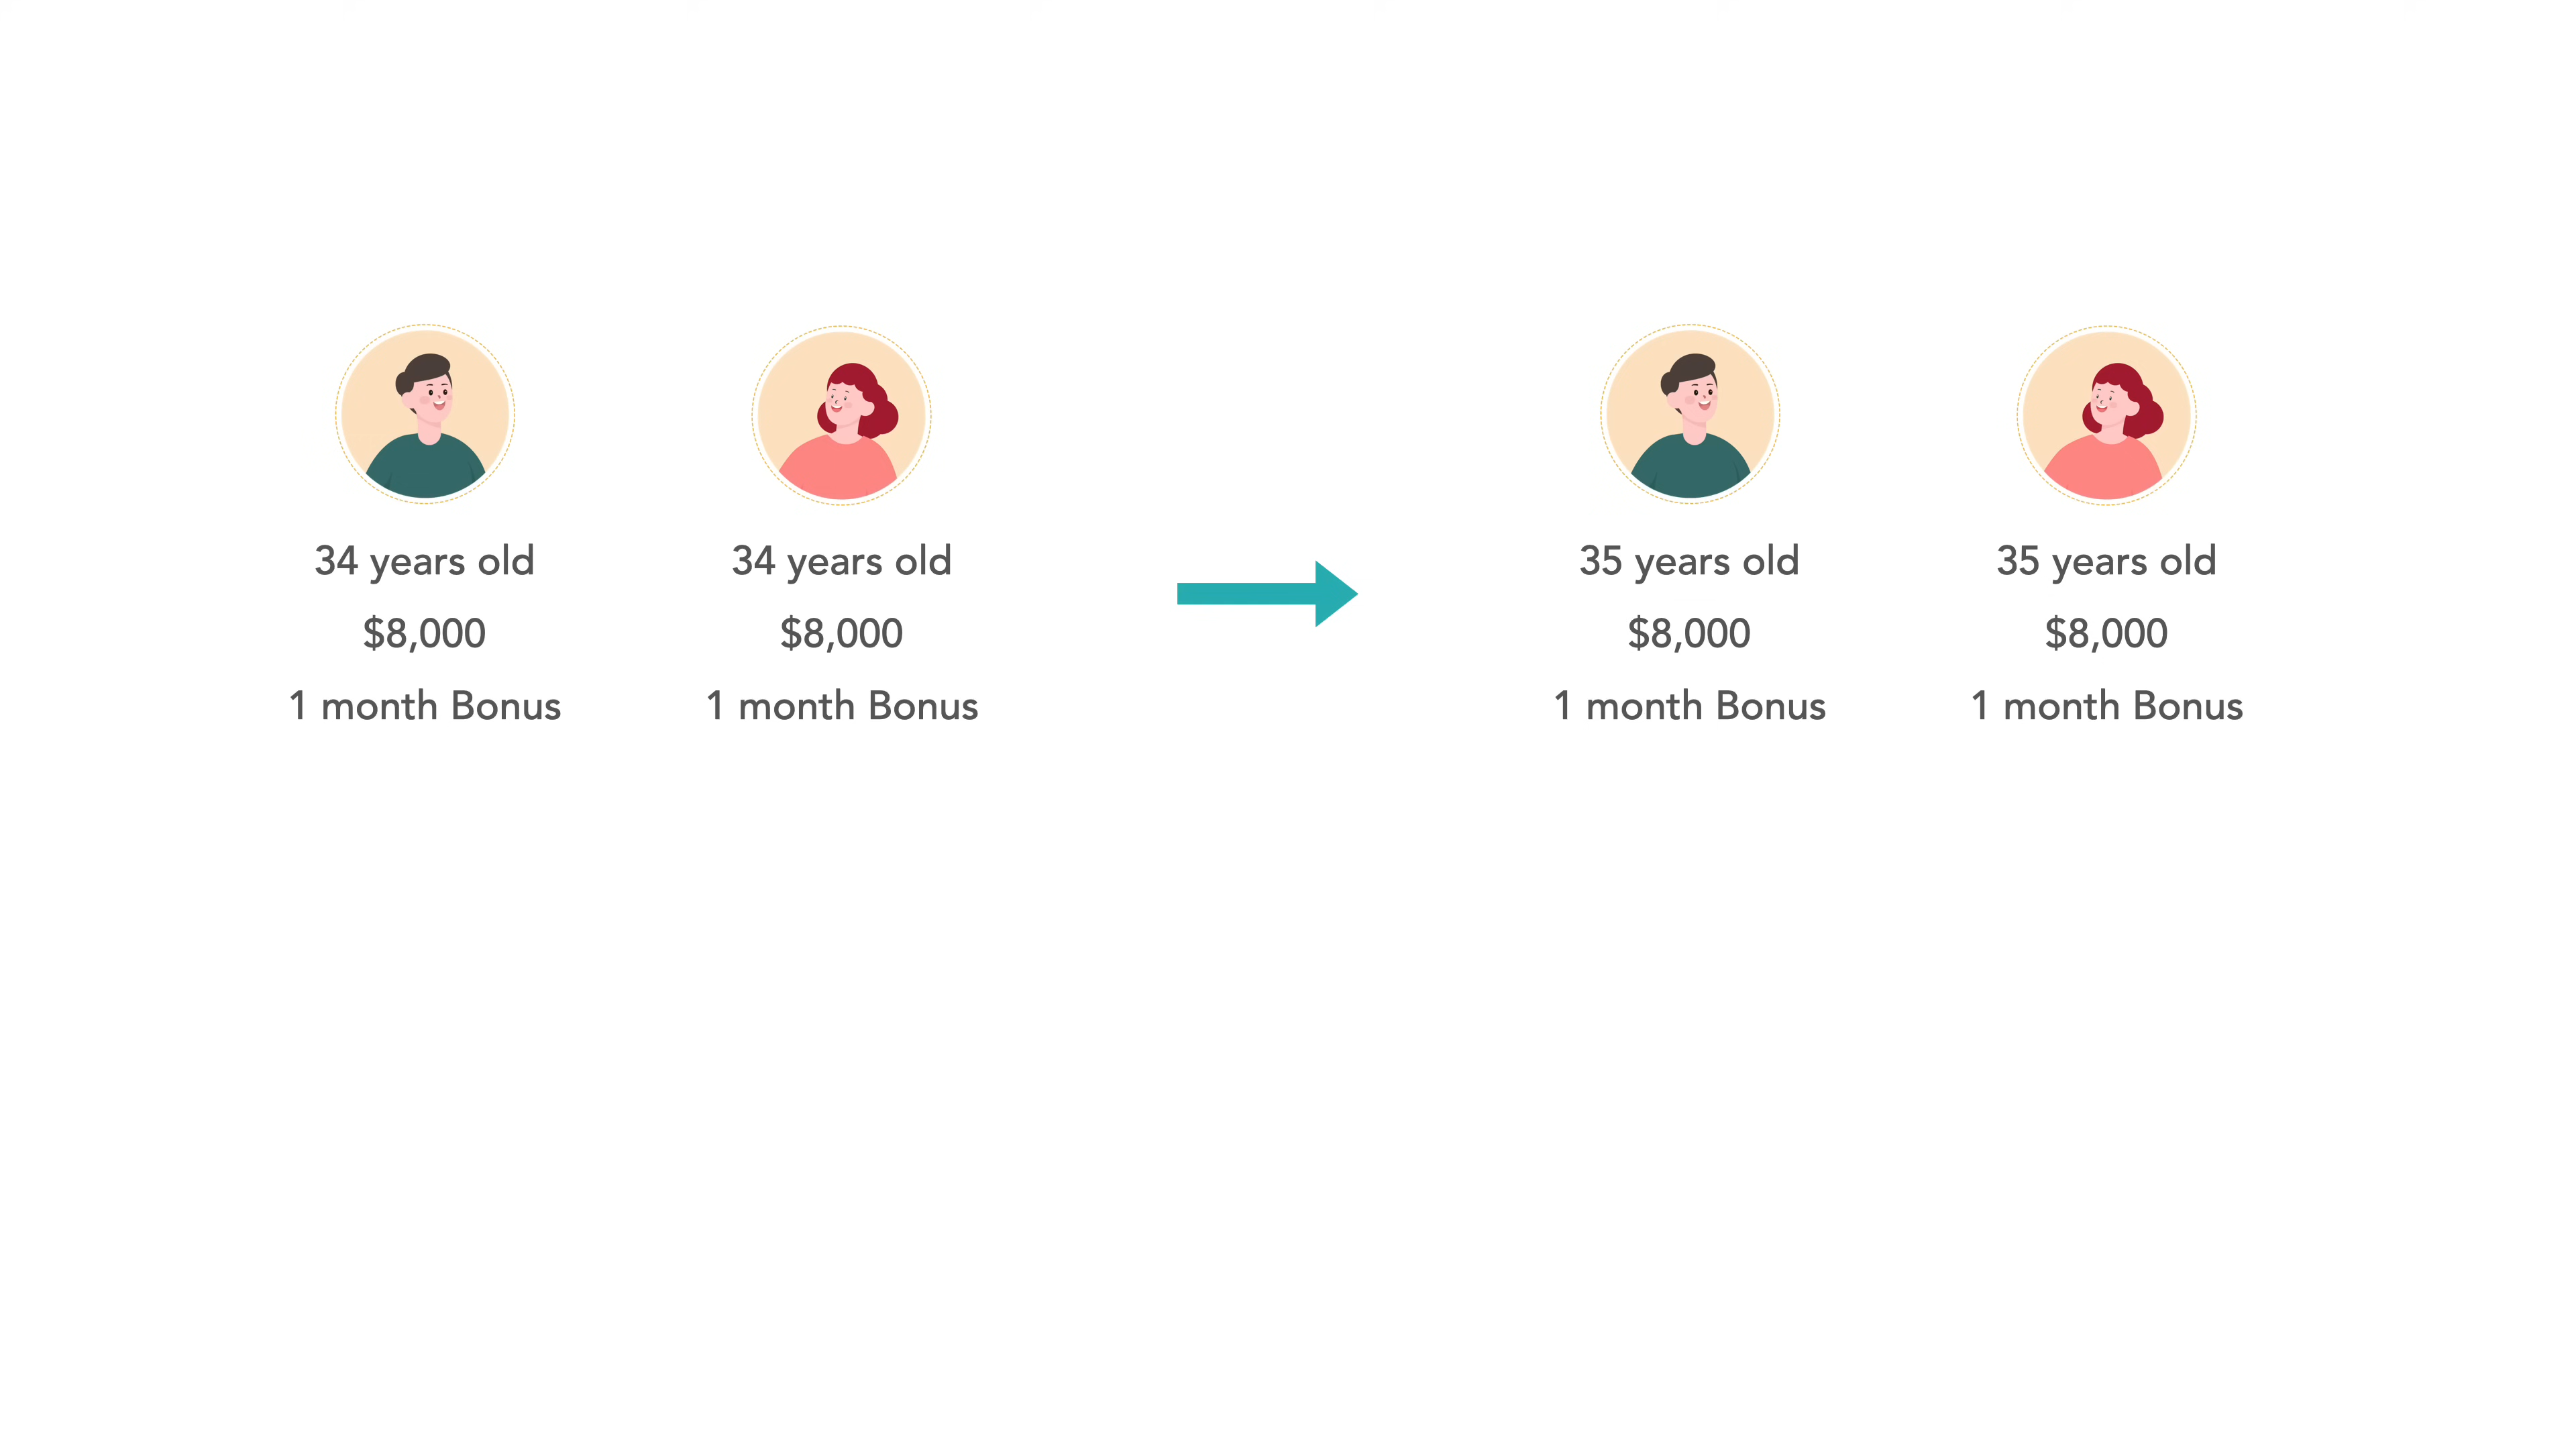 34 years old
$8,000
1 month Bonus
34 years old
$8,000
1 month Bonus
35 years old
$8,000
1 month Bonus
35 years old
$8,000
1 month Bonus